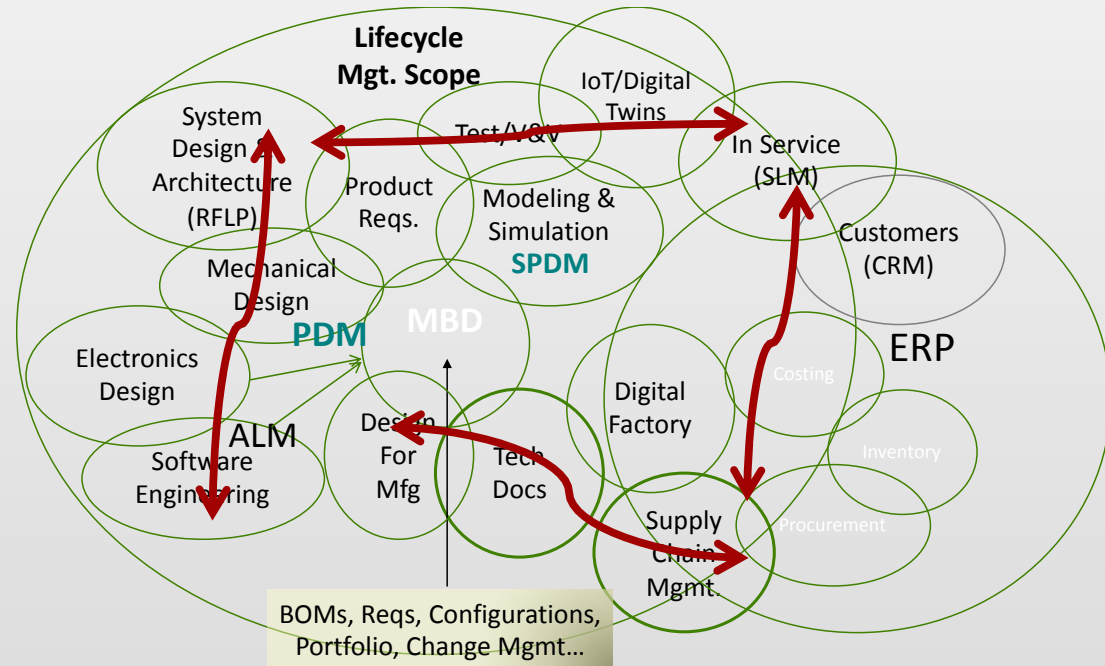 Lifecycle
Mgt. Scope
IoT/Digital
Twins
System
Design &
Architecture
(RFLP)
Test/V&V
In Service
(SLM)
Product
Reqs.
Modeling &
Simulation
SPDM
Customers
(CRM)
Mechanical
Design
PDM
MBD
ERP
Electronics
Design
Costing
Digital
Factory
ALM
Design
For
Mfg
Tech
Docs
Inventory
Software
Engineering
Supply
Chain
Mgmt.
Procurement
BOMs, Reqs, Configurations,
Portfolio, Change Mgmt…